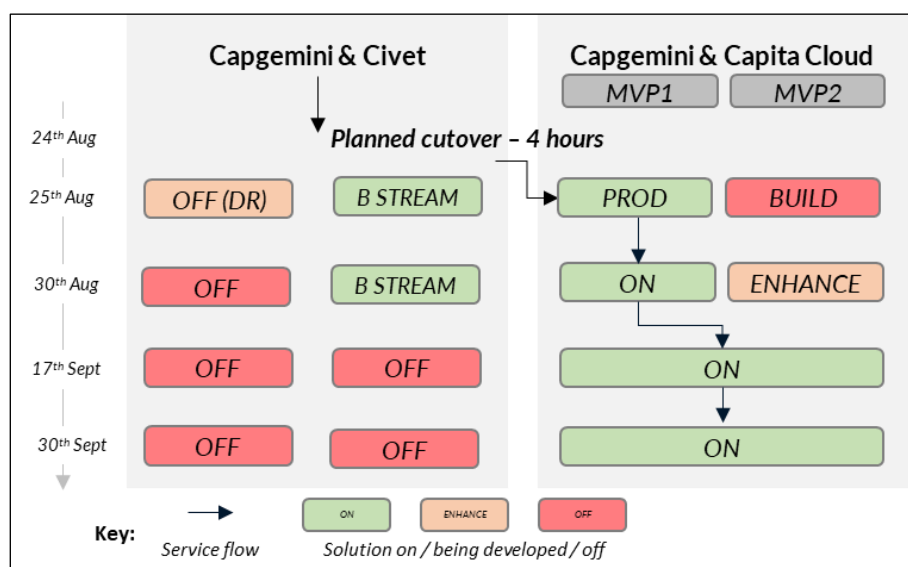 Capgemini & Civet
Capgemini & Capita Cloud
MVP1
MVP2
24th Aug
Planned cutover – 4 hours
25th Aug
OFF (DR)
B STREAM
PROD
BUILD
30th Aug
OFF
B STREAM
ON
ENHANCE
17th Sept
OFF
OFF
ON
30th Sept
OFF
OFF
ON
Key:
ON
ENHANCE
OFF
Service flow
Solution on / being developed / off